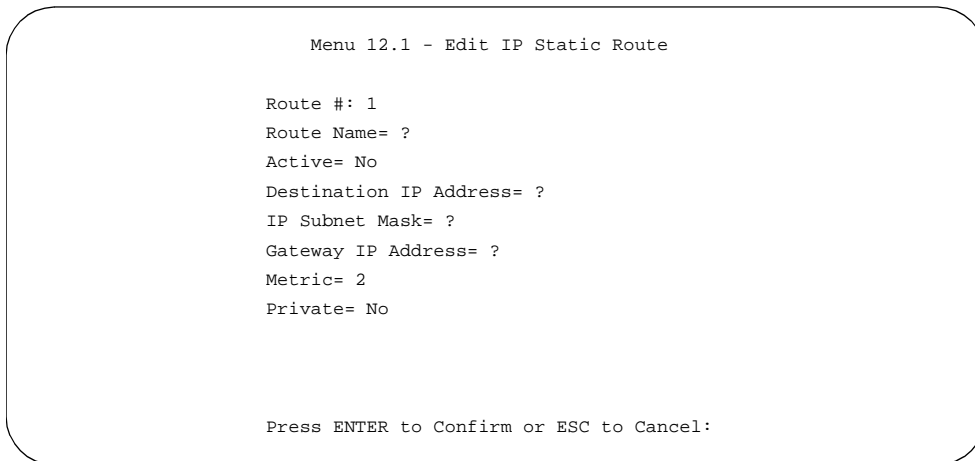 Menu 12.1 - Edit IP Static Route
Route #: 1
Route Name= ?
Active= No
Destination IP Address= ?
IP Subnet Mask= ?
Gateway IP Address= ?
Metric= 2
Private= No
Press ENTER to Confirm or ESC to Cancel: